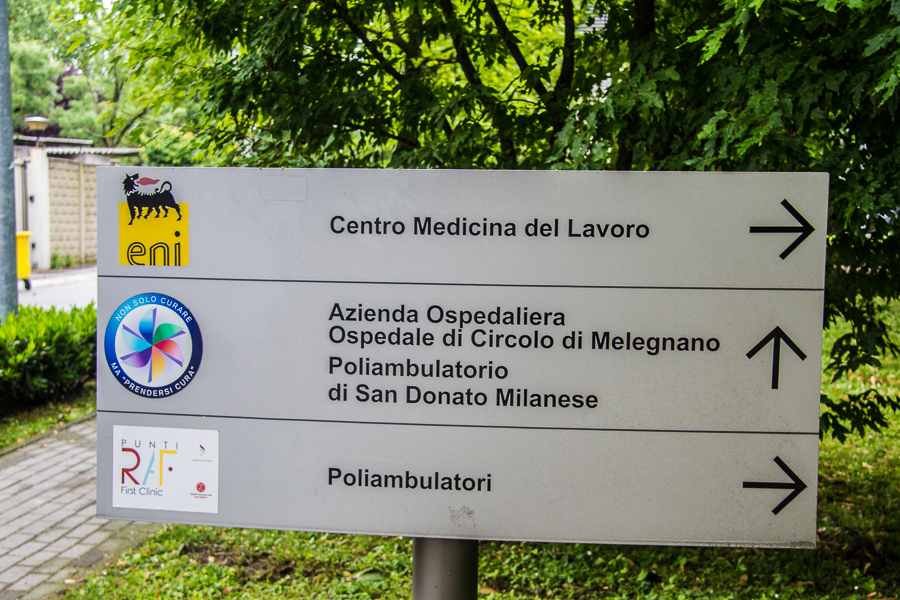 eni
Centro Medicina del Lavoro
NON SOLO CURARE
MA "PRENDERSI CURA"
Azienda Ospedaliera
Ospedale di Circolo di Melegnano
Poliambulatorio
di San Donato Milanese
PUNTI
RAF
First Clinic
Poliambulatori